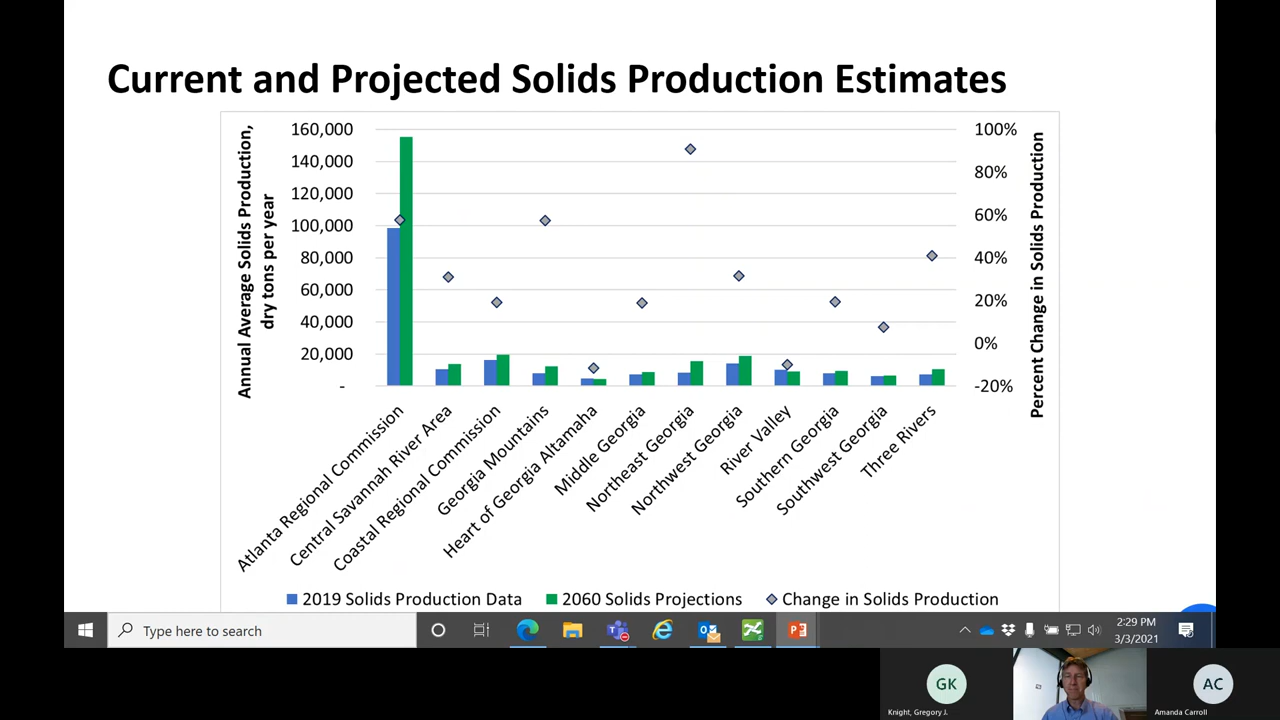 Current and Projected Solids Production Estimates
Annual Average Solids Production,
dry tons per year
160,000
140,000
120,000
100,000
80,000
60,000
40,000
20,000
-
100%
80%
60%
40%
20%
0%
-20%
Percent Change in Solids Production
Atlanta Regional Commission
Central Savannah River Area
Coastal Regional Commission
Georgia Mountains
Heart of Georgia Altamaha
Middle Georgia
Northeast Georgia
Northwest Georgia
River Valley
Southern Georgia
Southwest Georgia
Three Rivers
2019 Solids Production Data
2060 Solids Projections
Change in Solids Production
Type here to search
2:29 PM
3/3/2021
GK
Knight, Gregory J.
AC
Amanda Carroll